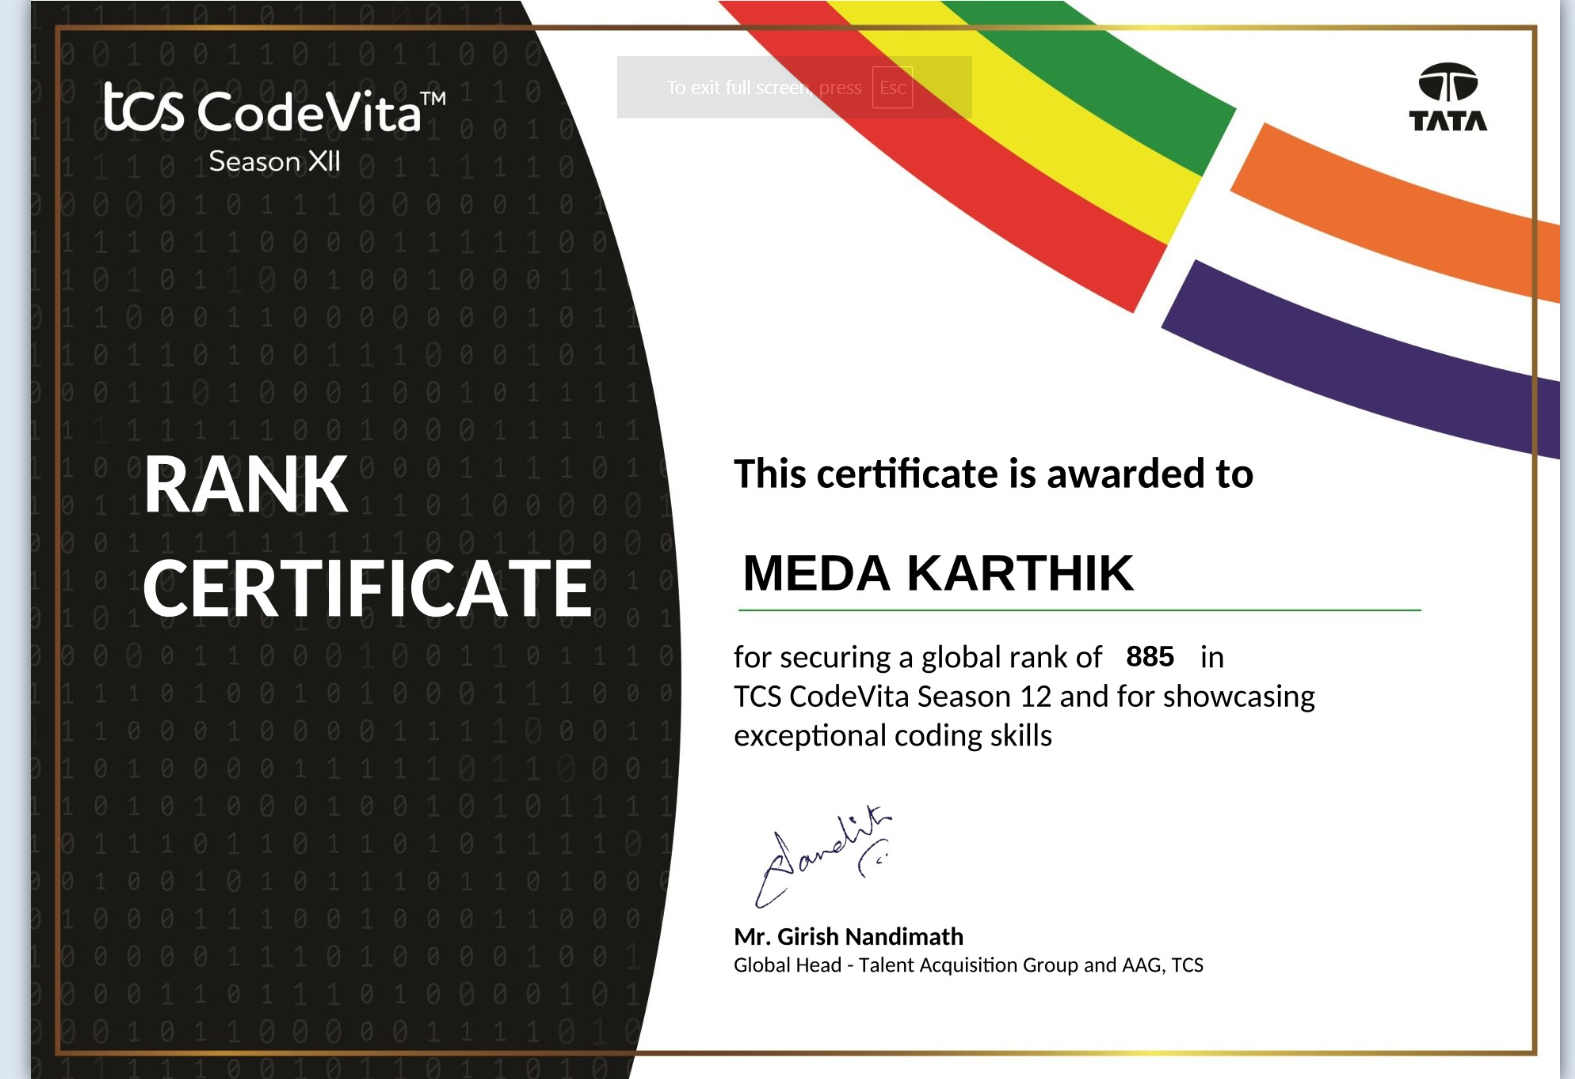 To exit full screen, press Esc
tcs CodeVita™
Season XII
TATA
RANK
CERTIFICATE
This certificate is awarded to
MEDA KARTHIK
for securing a global rank of 885 in
TCS CodeVita Season 12 and for showcasing
exceptional coding skills
Mr. Girish Nandimath
Global Head - Talent Acquisition Group and AAG, TCS